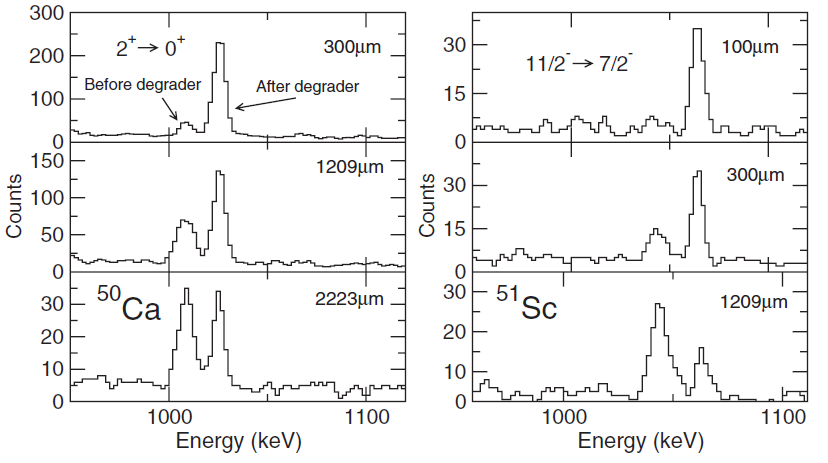 300
200
100
0
2⁺→ 0⁺
300μm
Before degrader
After degrader
150
100
50
0
1209μm
30
20
10
0
⁵⁰Ca
2223μm
1000
1100
Energy (keV)
Counts
30
15
0
11/2⁻→ 7/2⁻
100μm
30
15
0
300μm
30
20
10
0
⁵¹Sc
1209μm
1000
1100
Energy (keV)
Counts